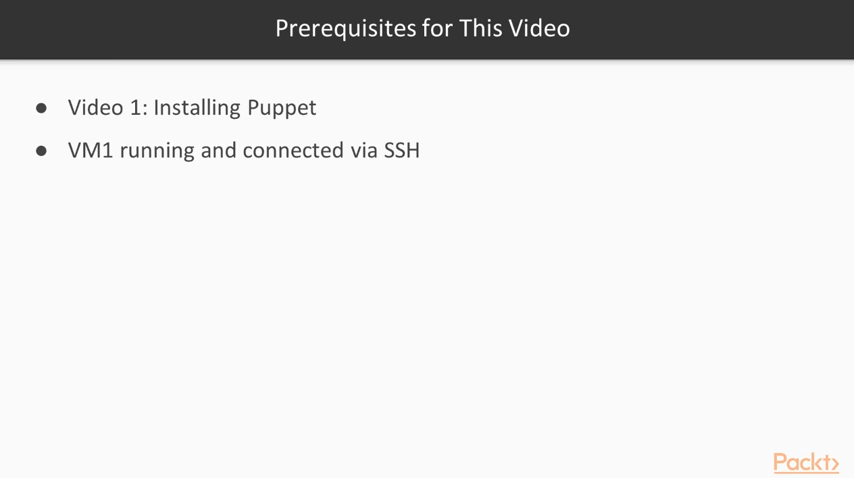 Prerequisites for This Video
● Video 1: Installing Puppet
● VM1 running and connected via SSH
Packt>